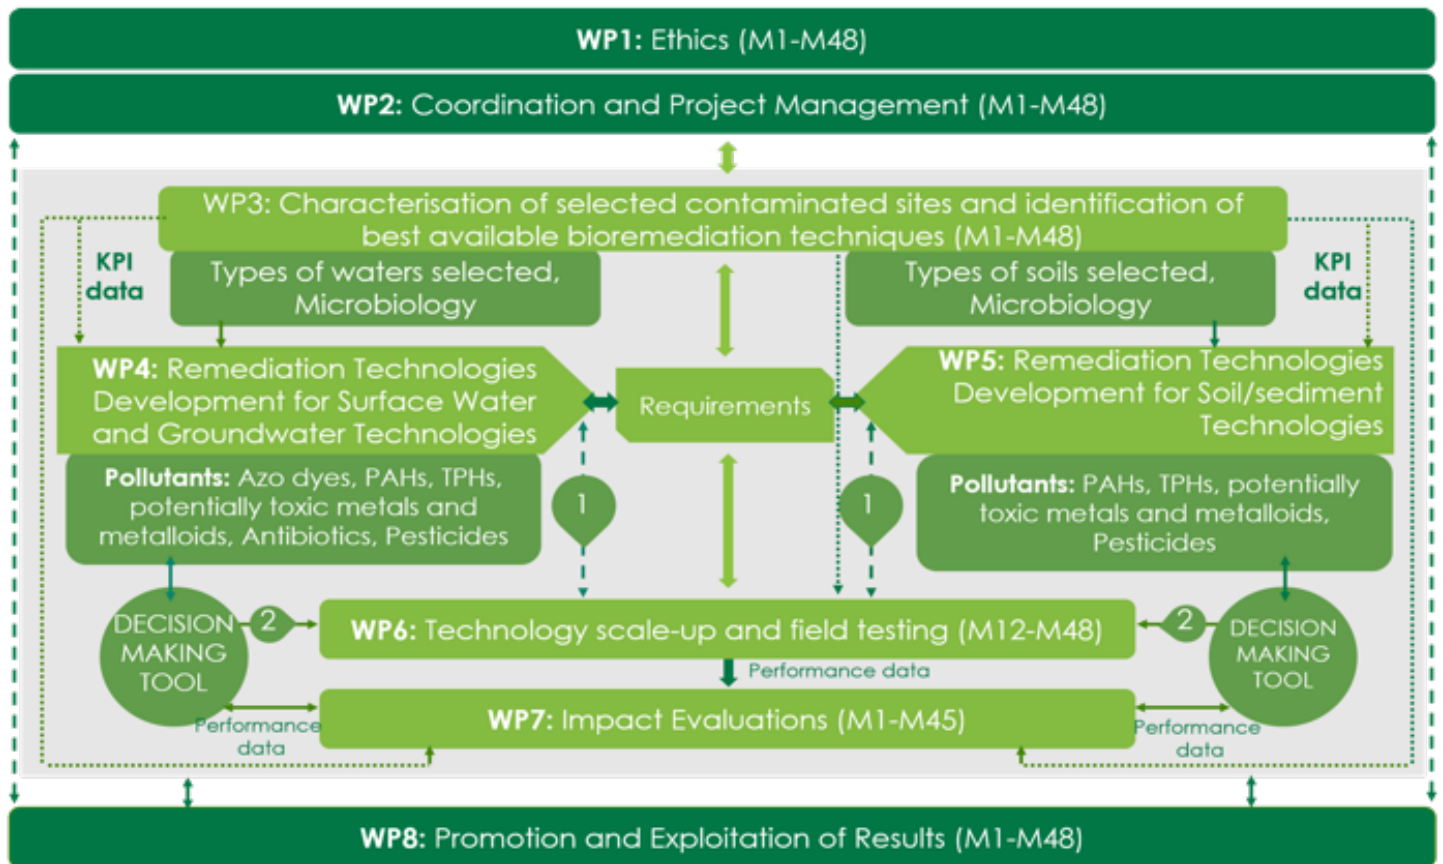 WP1: Ethics (M1-M48)
WP2: Coordination and Project Management (M1-M48)
WP3: Characterisation of selected contaminated sites and identification of
best available bioremediation techniques (M1-M48)
KPI
data
Types of waters selected,
Microbiology
Types of soils selected,
Microbiology
KPI
data
WP4: Remediation Technologies
Development for Surface Water
and Groundwater Technologies
Requirements
WP5: Remediation Technologies
Development for Soil/sediment
Technologies
Pollutants: Azo dyes, PAHs, TPHs,
potentially toxic metals and
metalloids, Antibiotics, Pesticides
1
1
Pollutants: PAHs, TPHs, potentially
toxic metals and metalloids,
Pesticides
DECISION
MAKING
TOOL
2
WP6: Technology scale-up and field testing (M12-M48)
2
DECISION
MAKING
TOOL
Performance data
Performance
data
WP7: Impact Evaluations (M1-M45)
Performance
data
WP8: Promotion and Exploitation of Results (M1-M48)